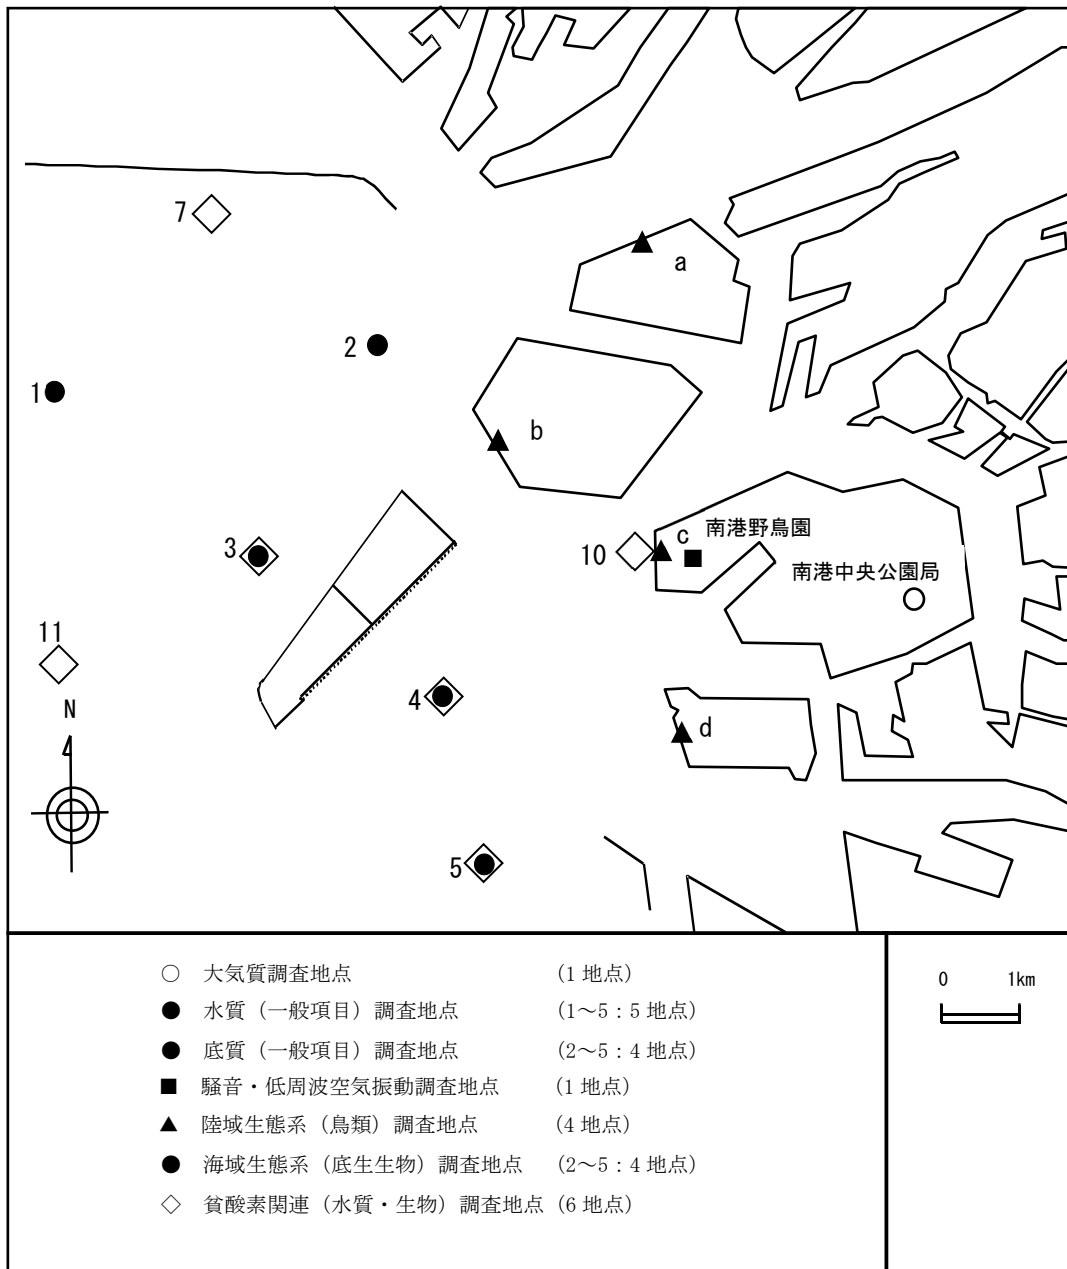 7
a
2
1
b
c 南港野鳥園
3
10
南港中央公園局
11
4
N
d
5
○ 大気質調査地点 (1 地点)
● 水質（一般項目）調査地点 (1～5：5 地点)
● 底質（一般項目）調査地点 (2～5：4 地点)
■ 騒音・低周波空気振動調査地点 (1 地点)
▲ 陸域生態系（鳥類）調査地点 (4 地点)
● 海域生態系（底生生物）調査地点 (2～5：4 地点)
◇ 貧酸素関連（水質・生物）調査地点 (6 地点)
0 1km